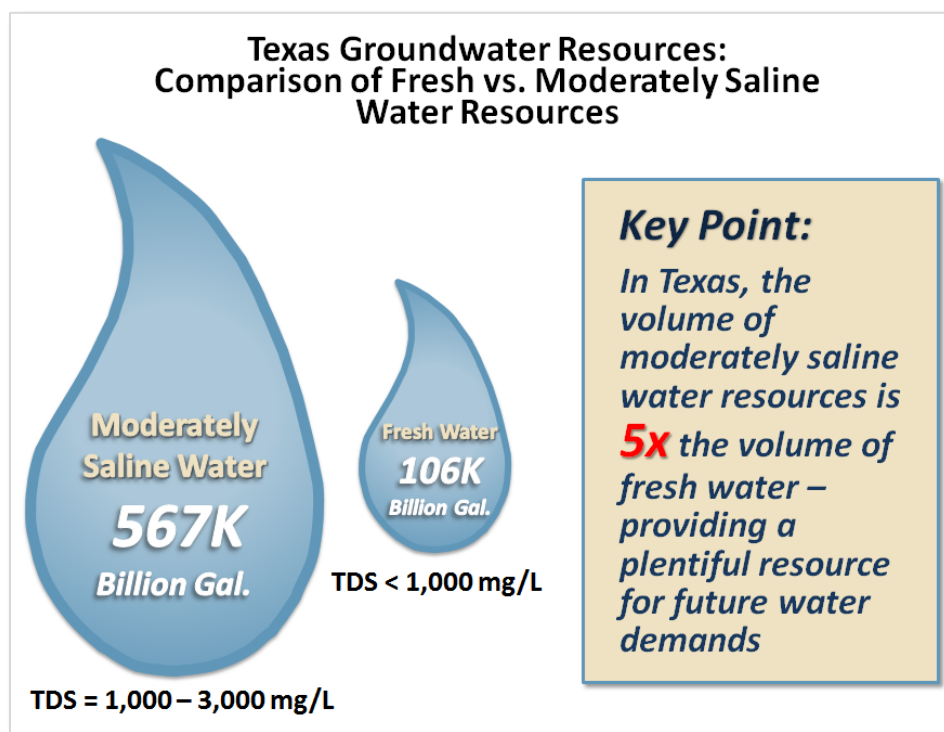 Texas Groundwater Resources:
Comparison of Fresh vs. Moderately Saline
Water Resources
Moderately
Saline Water
567K
Billion Gal.
TDS = 1,000 – 3,000 mg/L
Fresh Water
106K
Billion Gal.
TDS < 1,000 mg/L
Key Point:
In Texas, the
volume of
moderately saline
water resources is
5x the volume of
fresh water –
providing a
plentiful resource
for future water
demands